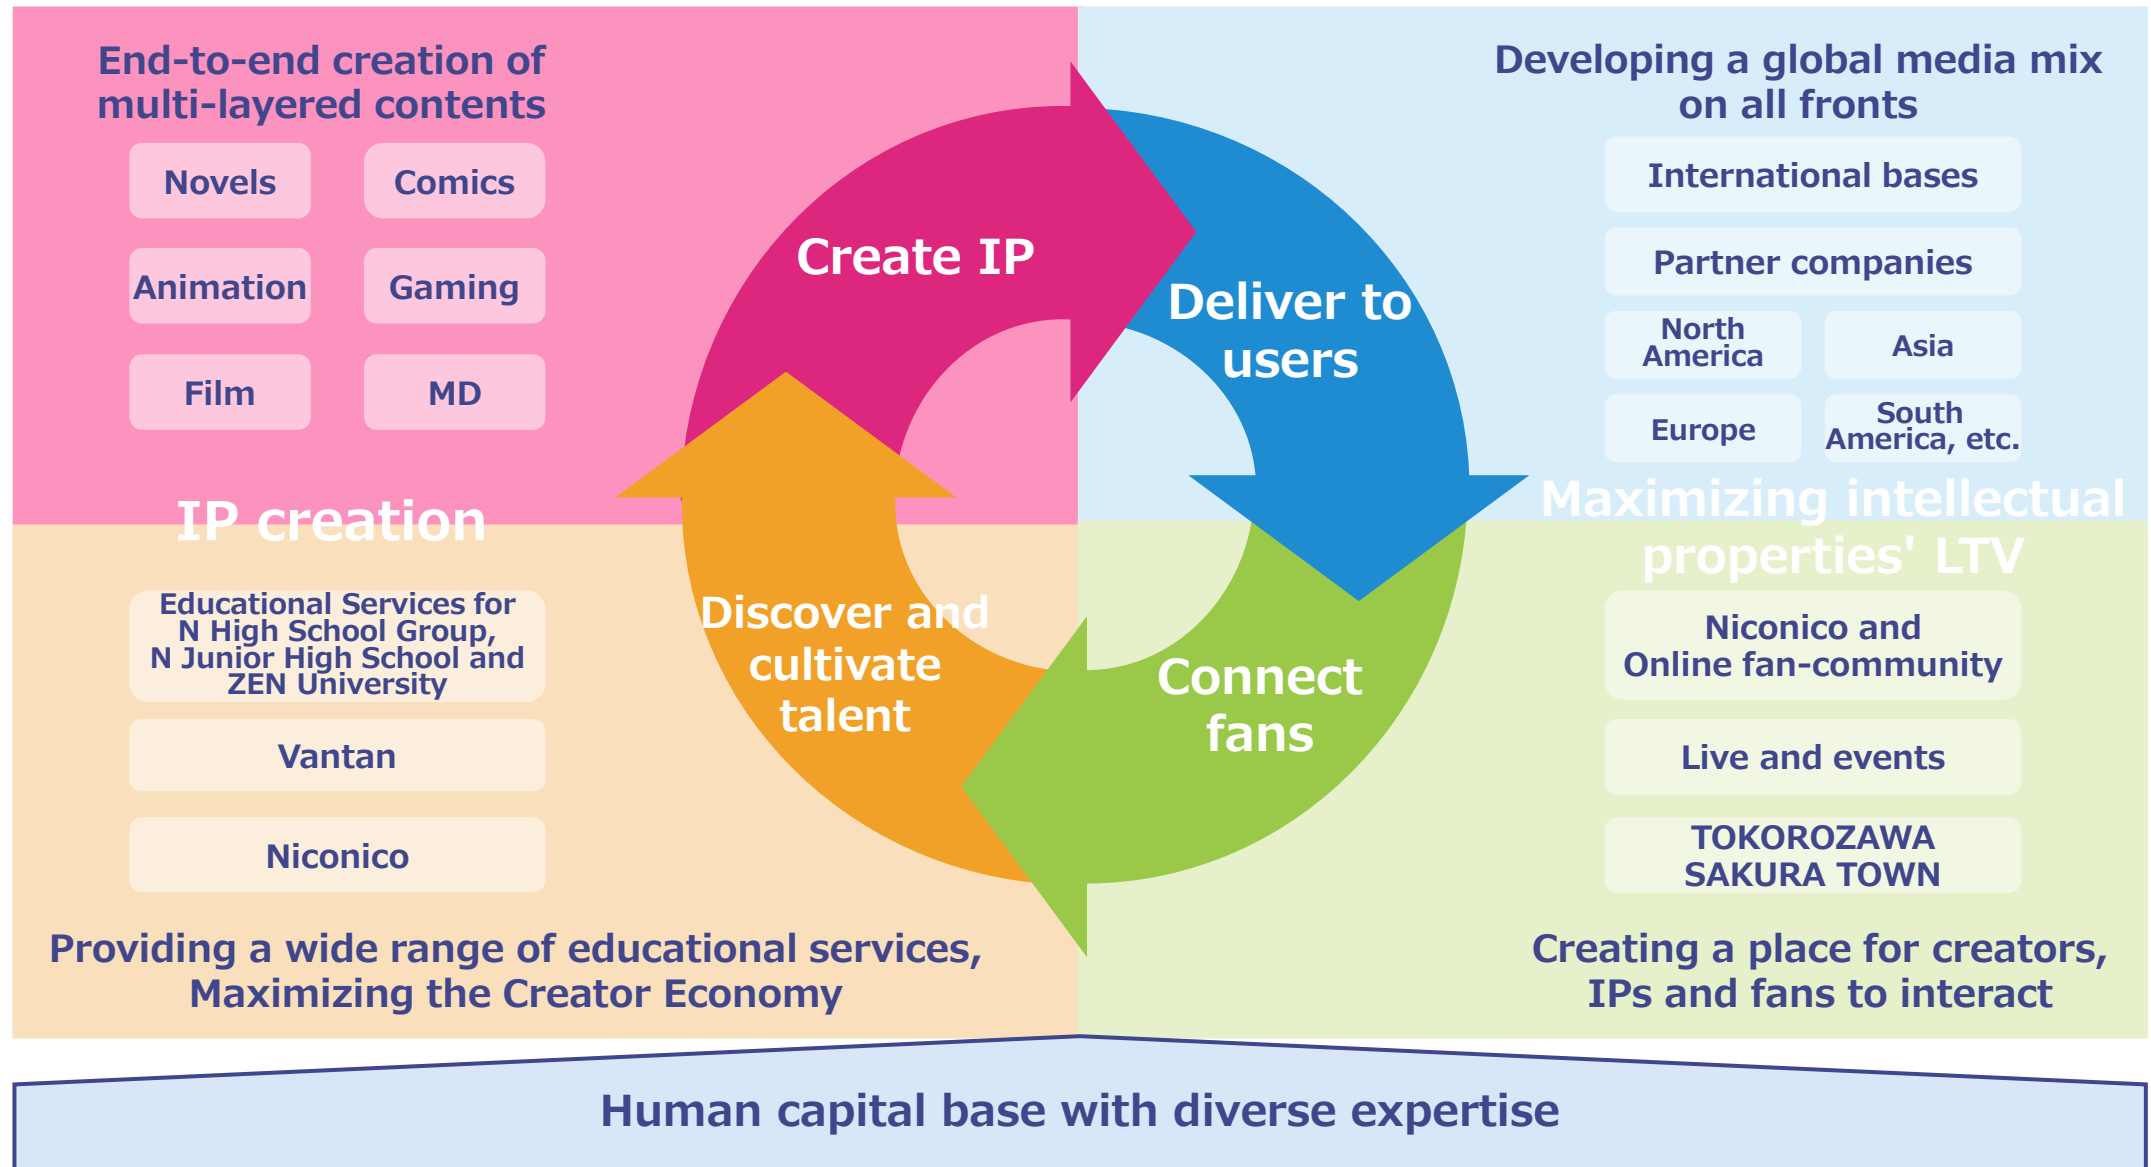 End-to-end creation of
multi-layered contents
Novels
Comics
Animation
Gaming
Film
MD
IP creation
Create IP
Deliver to
users
Developing a global media mix
on all fronts
International bases
Partner companies
North
America
Asia
Europe
South
America, etc.
Maximizing intellectual
properties' LTV
Educational Services for
N High School Group,
N Junior High School and
ZEN University
Vantan
Niconico
Providing a wide range of educational services,
Maximizing the Creator Economy
Discover and
cultivate
talent
Connect
fans
Niconico and
Online fan-community
Live and events
TOKOROZAWA
SAKURA TOWN
Creating a place for creators,
IPs and fans to interact
Human capital base with diverse expertise